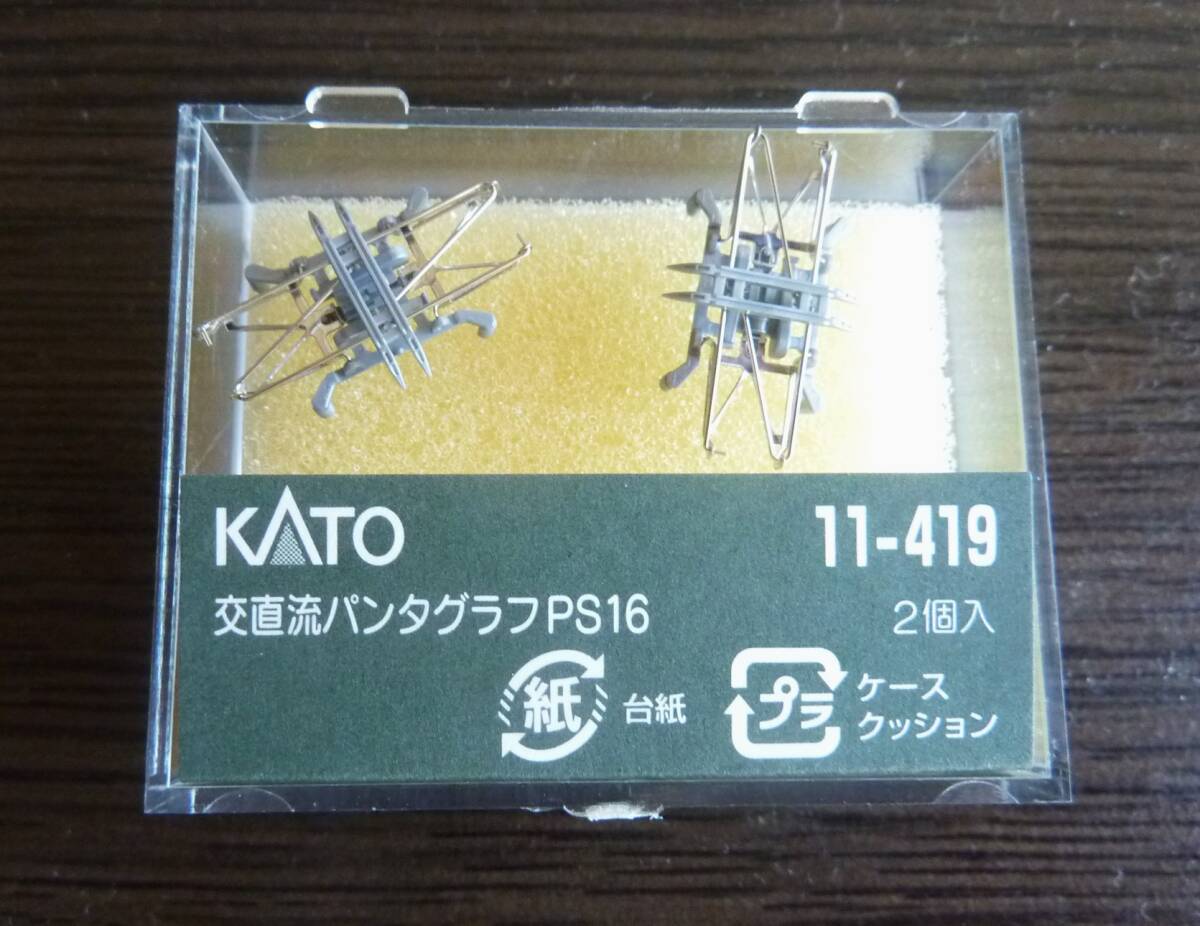 KATO 11-419
交直流パンタグラフPS16 2個入
紙 台紙 プラ ケース
クッション